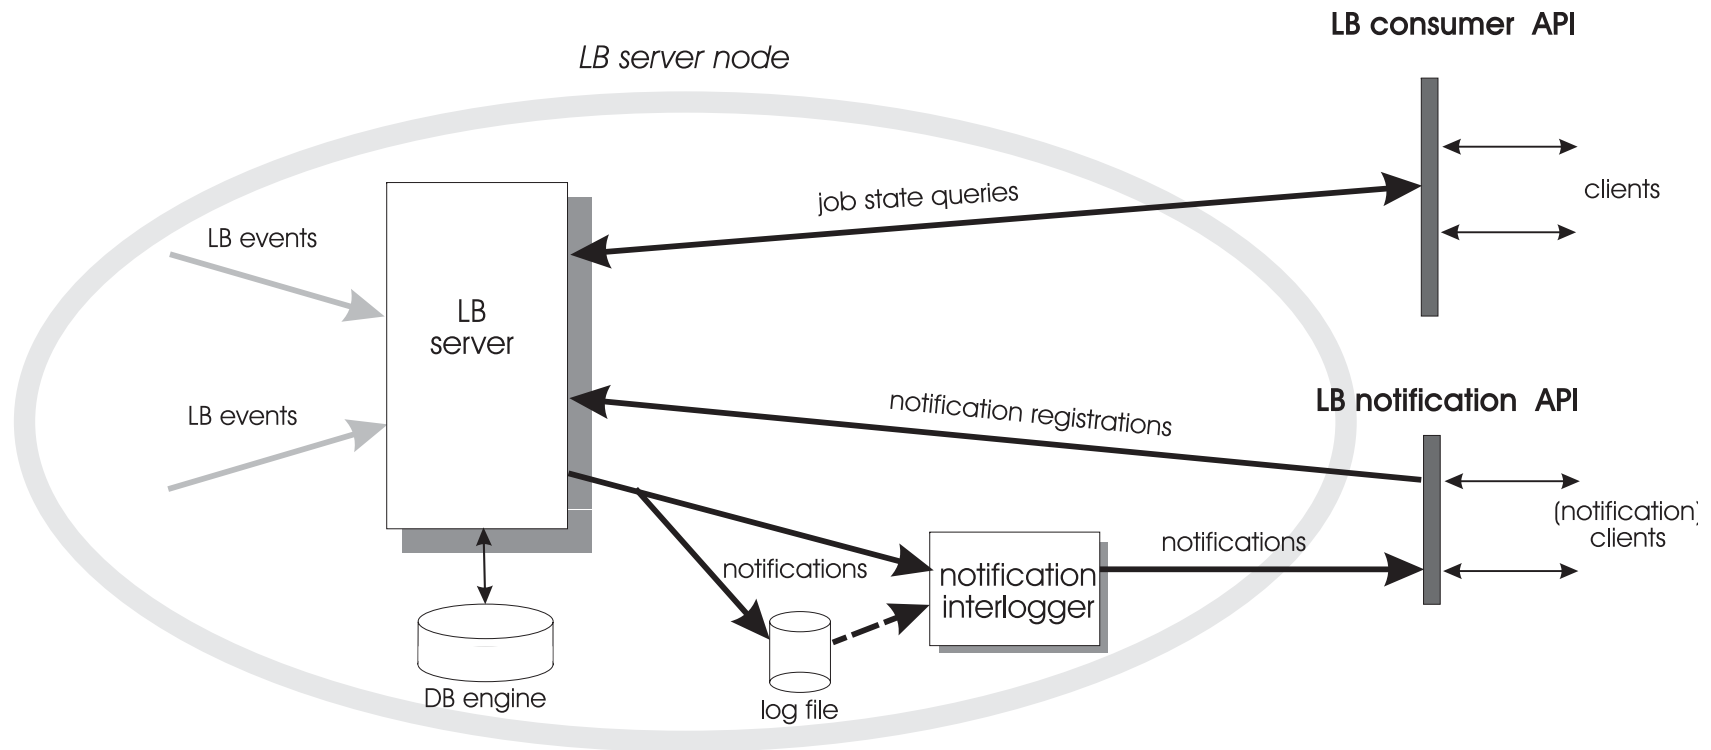 LB consumer API
LB server node
job state queries
clients
LB events
LB
server
LB events
notification registrations
LB notification API
(notification)
clients
notifications
notifications
notification
interlogger
DB engine
log file